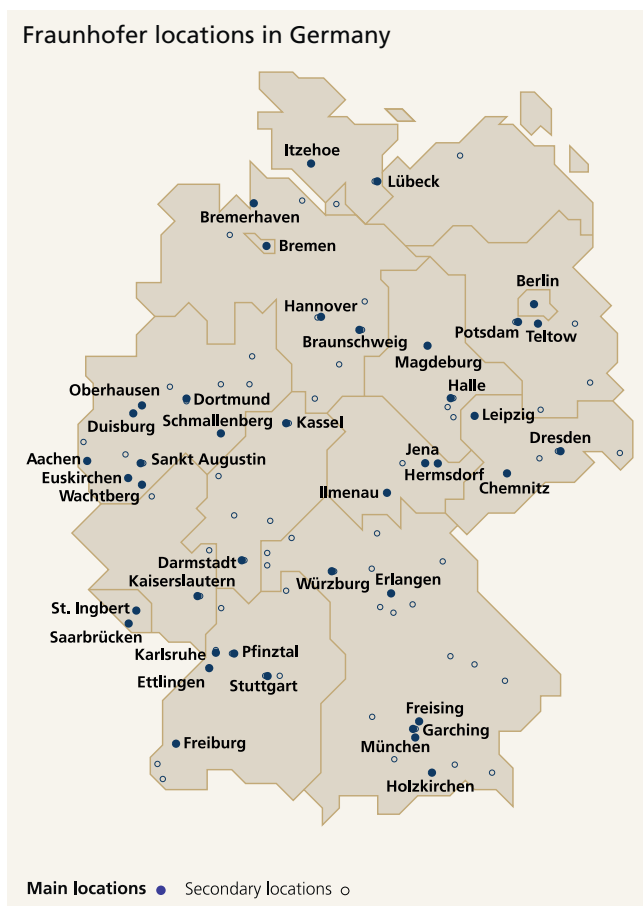 Fraunhofer locations in Germany
Itzehoe
Lübeck
Bremerhaven
Bremen
Berlin
Hannover
Potsdam
Teltow
Braunschweig
Magdeburg
Halle
Oberhausen
Dortmund
Duisburg
Schmallenberg
Kassel
Leipzig
Jena
Dresden
Aachen
Sankt Augustin
Hermsdorf
Euskirchen
Chemnitz
Wachtberg
Ilmenau
Darmstadt
Kaiserslautern
Würzburg
Erlangen
St. Ingbert
Saarbrücken
Karlsruhe
Pfinztal
Ettlingen
Stuttgart
Freising
Garching
Freiburg
München
Holzkirchen
Main locations
Secondary locations